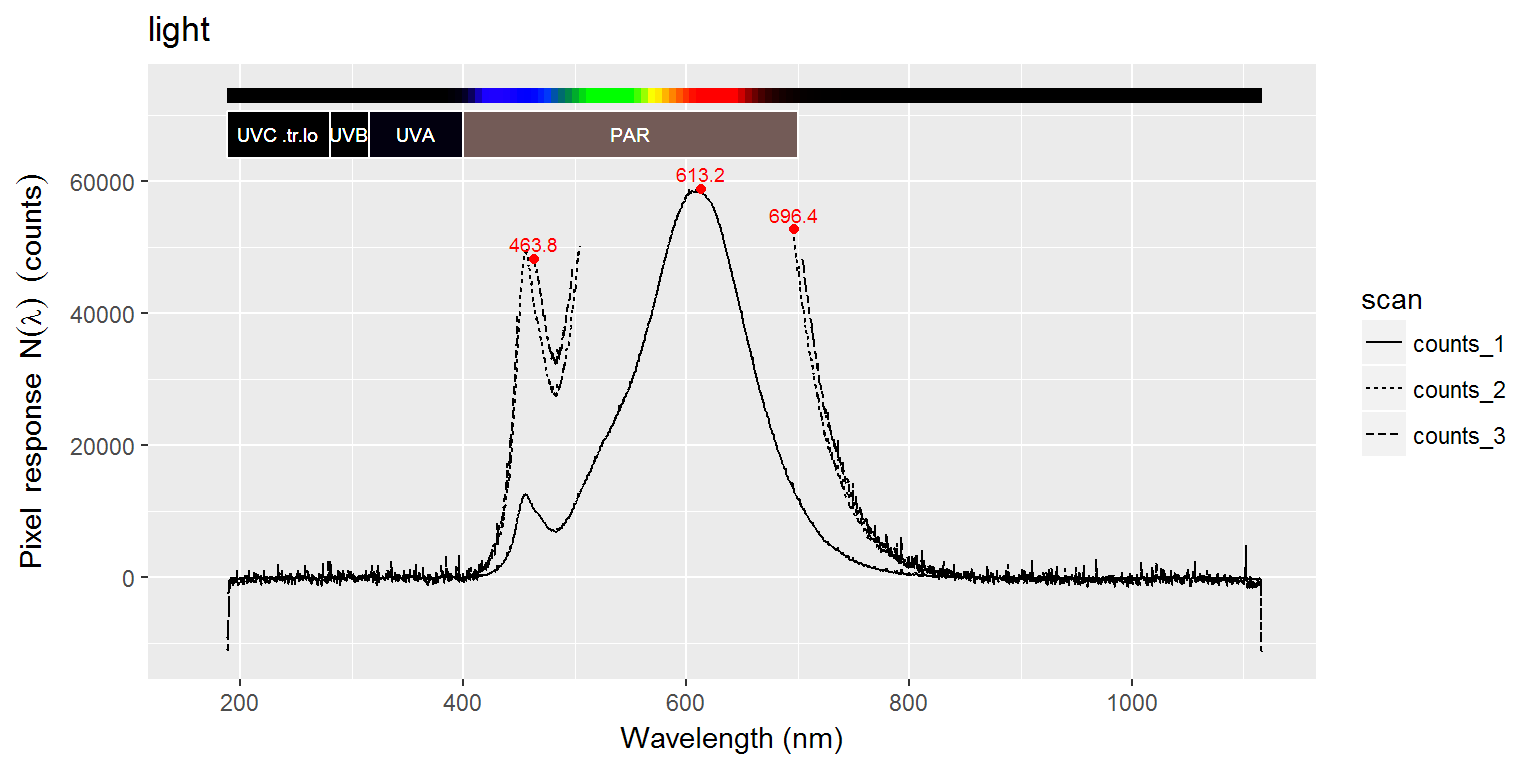 light
UVC .tr.lo UVB UVA PAR
613.2
696.4
463.8
60000
40000
20000
0
Pixel response N(λ) (counts)
200 400 600 800 1000
Wavelength (nm)
scan
counts_1
counts_2
counts_3